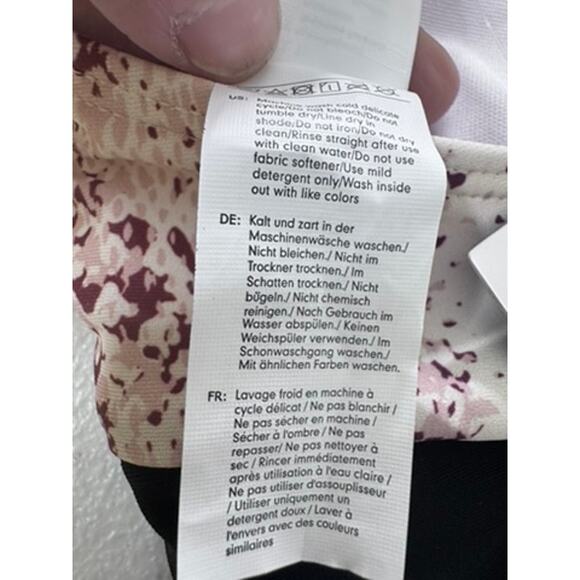 US: Machine wash cold delicate
cycle/Do not bleach/Do not
tumble dry/Line dry in
shade/Do not iron/Do not dry
clean/Rinse straight after use
with clean water/Do not use
fabric softener/Use mild
detergent only/Wash inside
out with like colors
DE: Kalt und zart in der
Maschinenwäsche waschen./
Nicht bleichen./ Nicht im
Trockner trocknen./ Im
Schatten trocknen./ Nicht
bügeln./ Nicht chemisch
reinigen./ Nach Gebrauch im
Wasser abspülen./ Keinen
Weichspüler verwenden./ Im
Schonwaschgang waschen./
Mit ähnlichen Farben waschen.
FR: Lavage froid en machine à
cycle délicat / Ne pas blanchir /
Ne pas sécher en machine /
Sécher à l'ombre / Ne pas
repasser/ Ne pas nettoyer à
sec / Rincer immédiatement
après utilisation à l'eau claire /
Ne pas utiliser d'assouplisseur
/ Utiliser uniquement un
detergent doux / Laver à
l'envers avec des couleurs
similaires